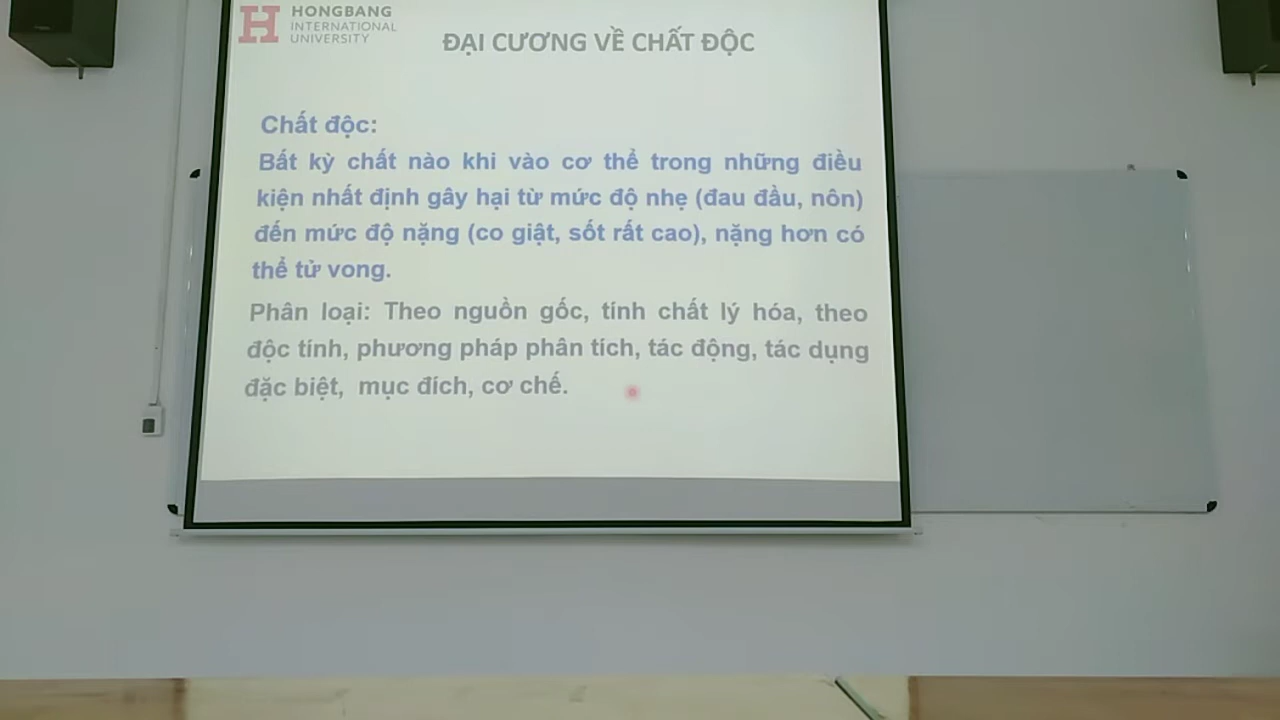 HONGBANG
INTERNATIONAL
UNIVERSITY
ĐẠI CƯƠNG VỀ CHẤT ĐỘC
Chất độc:
Bất kỳ chất nào khi vào cơ thể trong những điều
kiện nhất định gây hại từ mức độ nhẹ (đau đầu, nôn)
đến mức độ nặng (co giật, sốt rất cao), nặng hơn có
thể tử vong.
Phân loại: Theo nguồn gốc, tính chất lý hóa, theo
độc tính, phương pháp phân tích, tác động, tác dụng
đặc biệt, mục đích, cơ chế.